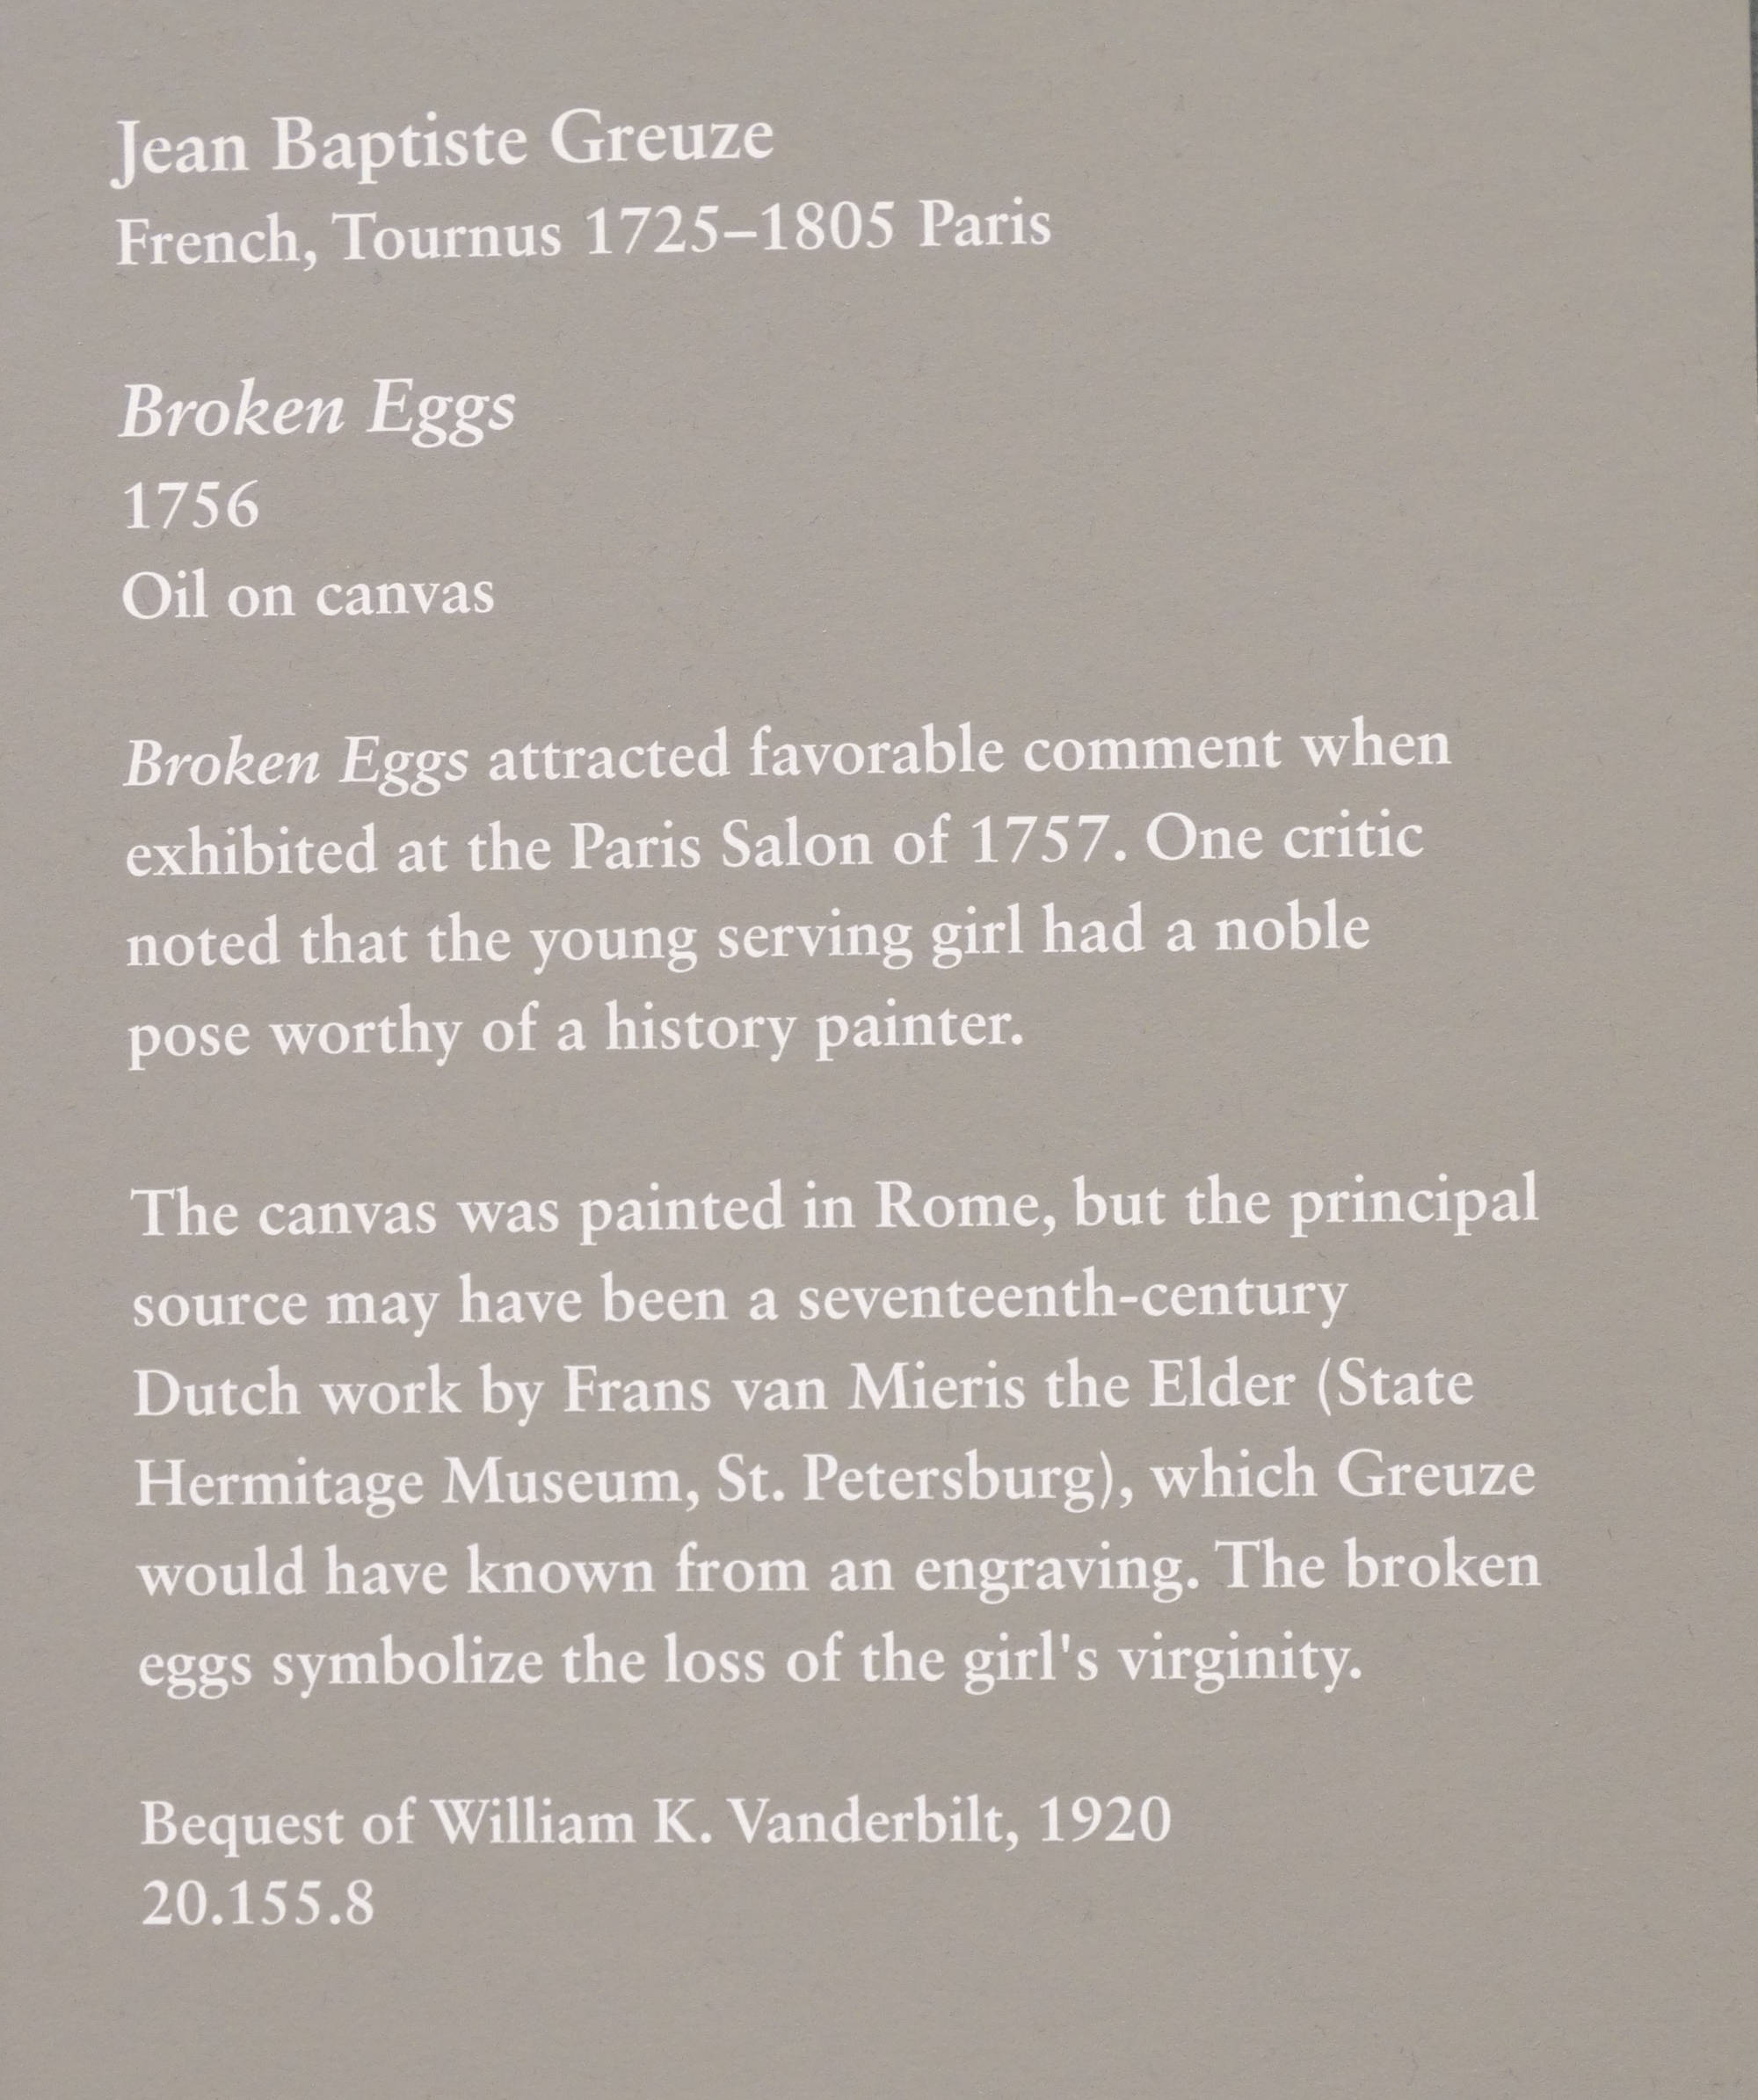 Jean Baptiste Greuze
French, Tournus 1725–1805 Paris
Broken Eggs
1756
Oil on canvas
Broken Eggs attracted favorable comment when
exhibited at the Paris Salon of 1757. One critic
noted that the young serving girl had a noble
pose worthy of a history painter.
The canvas was painted in Rome, but the principal
source may have been a seventeenth-century
Dutch work by Frans van Mieris the Elder (State
Hermitage Museum, St. Petersburg), which Greuze
would have known from an engraving. The broken
eggs symbolize the loss of the girl's virginity.
Bequest of William K. Vanderbilt, 1920
20.155.8